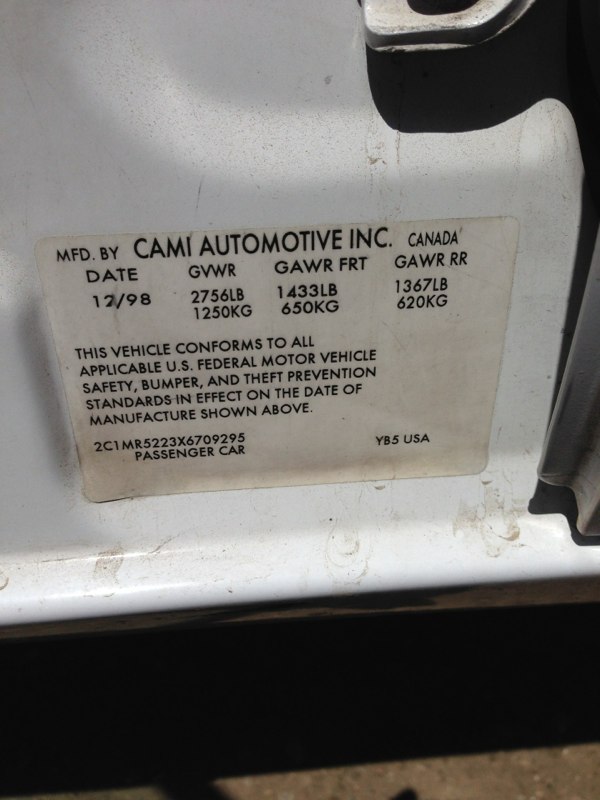 MFD. BY CAMI AUTOMOTIVE INC. CANADA
DATE GVWR GAWR FRT GAWR RR
12/98 2756LB 1433LB 1367LB
1250KG 650KG 620KG
THIS VEHICLE CONFORMS TO ALL
APPLICABLE U.S. FEDERAL MOTOR VEHICLE
SAFETY, BUMPER, AND THEFT PREVENTION
STANDARDS IN EFFECT ON THE DATE OF
MANUFACTURE SHOWN ABOVE.
2C1MR5223X6709295 YB5 USA
PASSENGER CAR